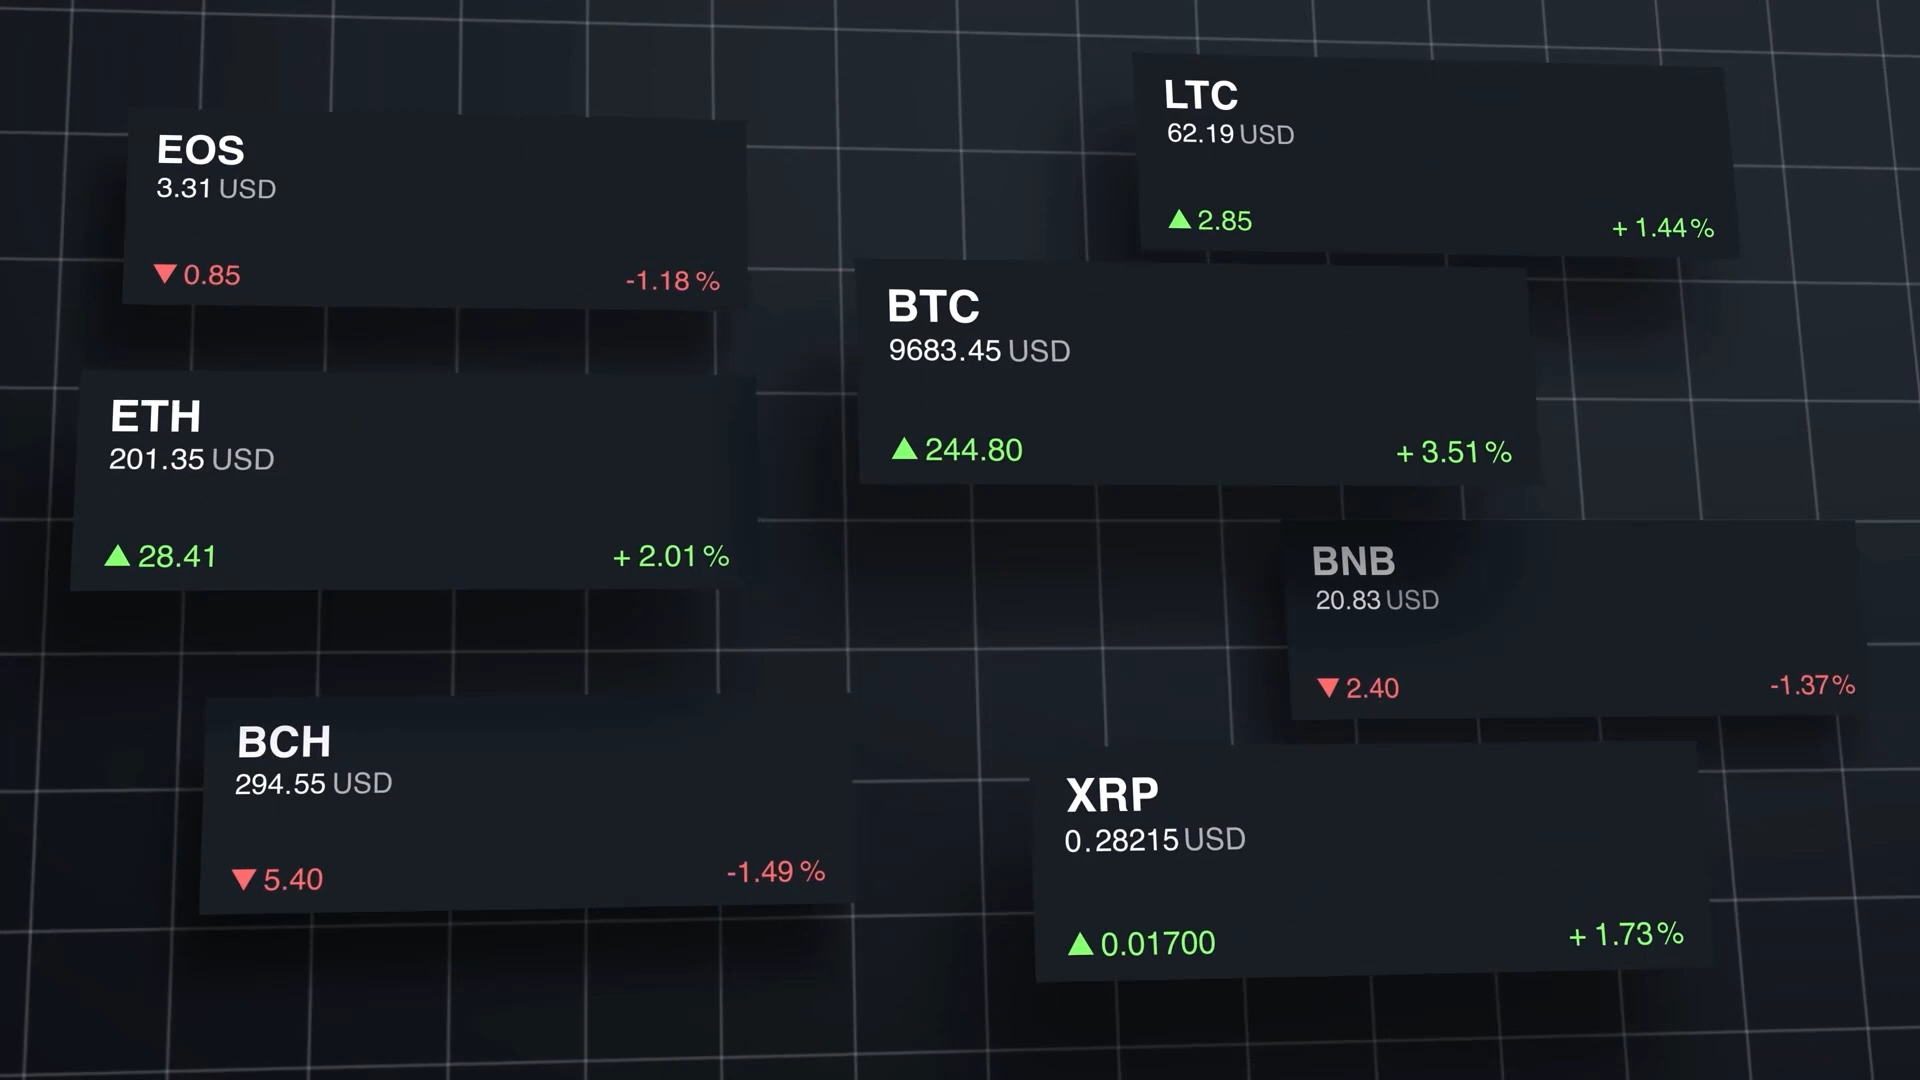 EOS
3.31 USD
▼ 0.85
-1.18 %
LTC
62.19 USD
▲ 2.85
+ 1.44 %
BTC
9683.45 USD
▲ 244.80
+ 3.51 %
ETH
201.35 USD
▲ 28.41
+ 2.01 %
BNB
20.83 USD
▼ 2.40
-1.37 %
BCH
294.55 USD
▼ 5.40
-1.49 %
XRP
0.28215 USD
▲ 0.01700
+ 1.73 %